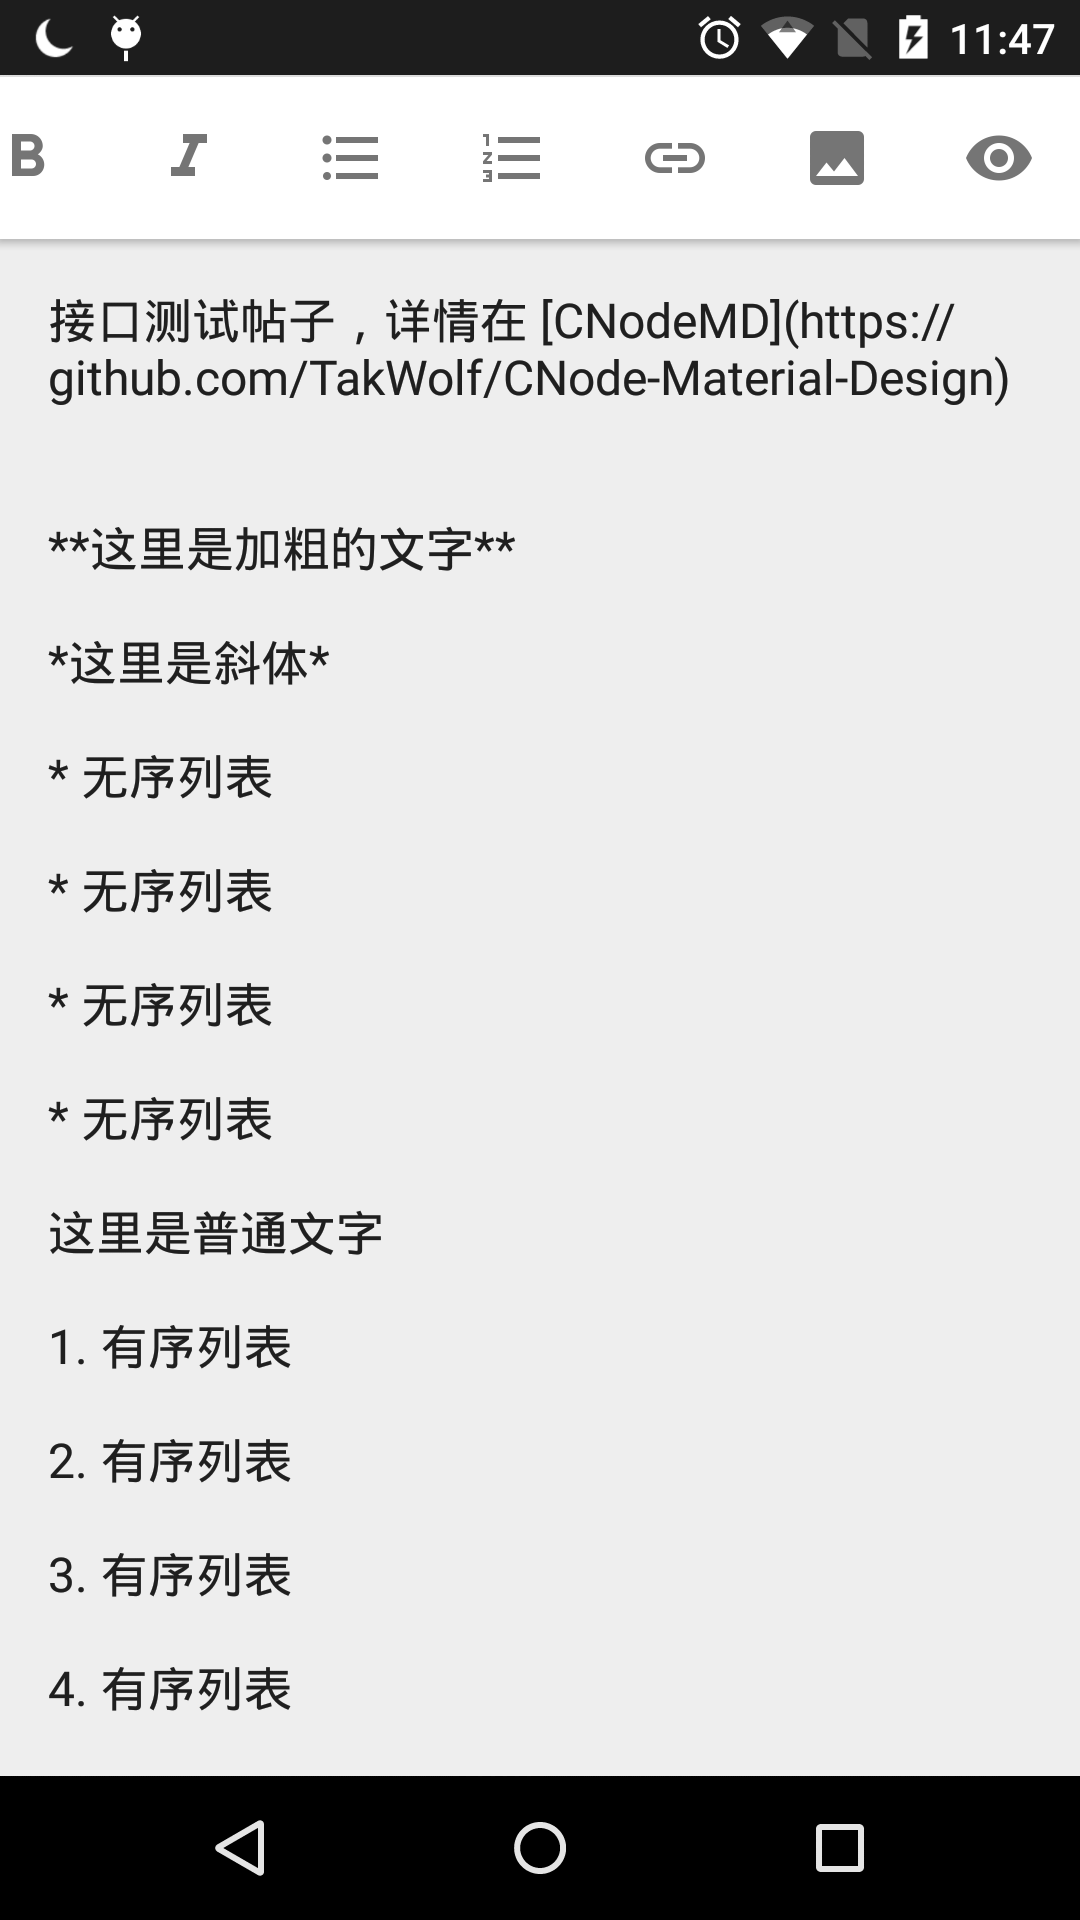 11:47
接口测试帖子，详情在 [CNodeMD](https://
github.com/TakWolf/CNode-Material-Design)
**这里是加粗的文字**
*这里是斜体*
* 无序列表
* 无序列表
* 无序列表
* 无序列表
这里是普通文字
1. 有序列表
2. 有序列表
3. 有序列表
4. 有序列表